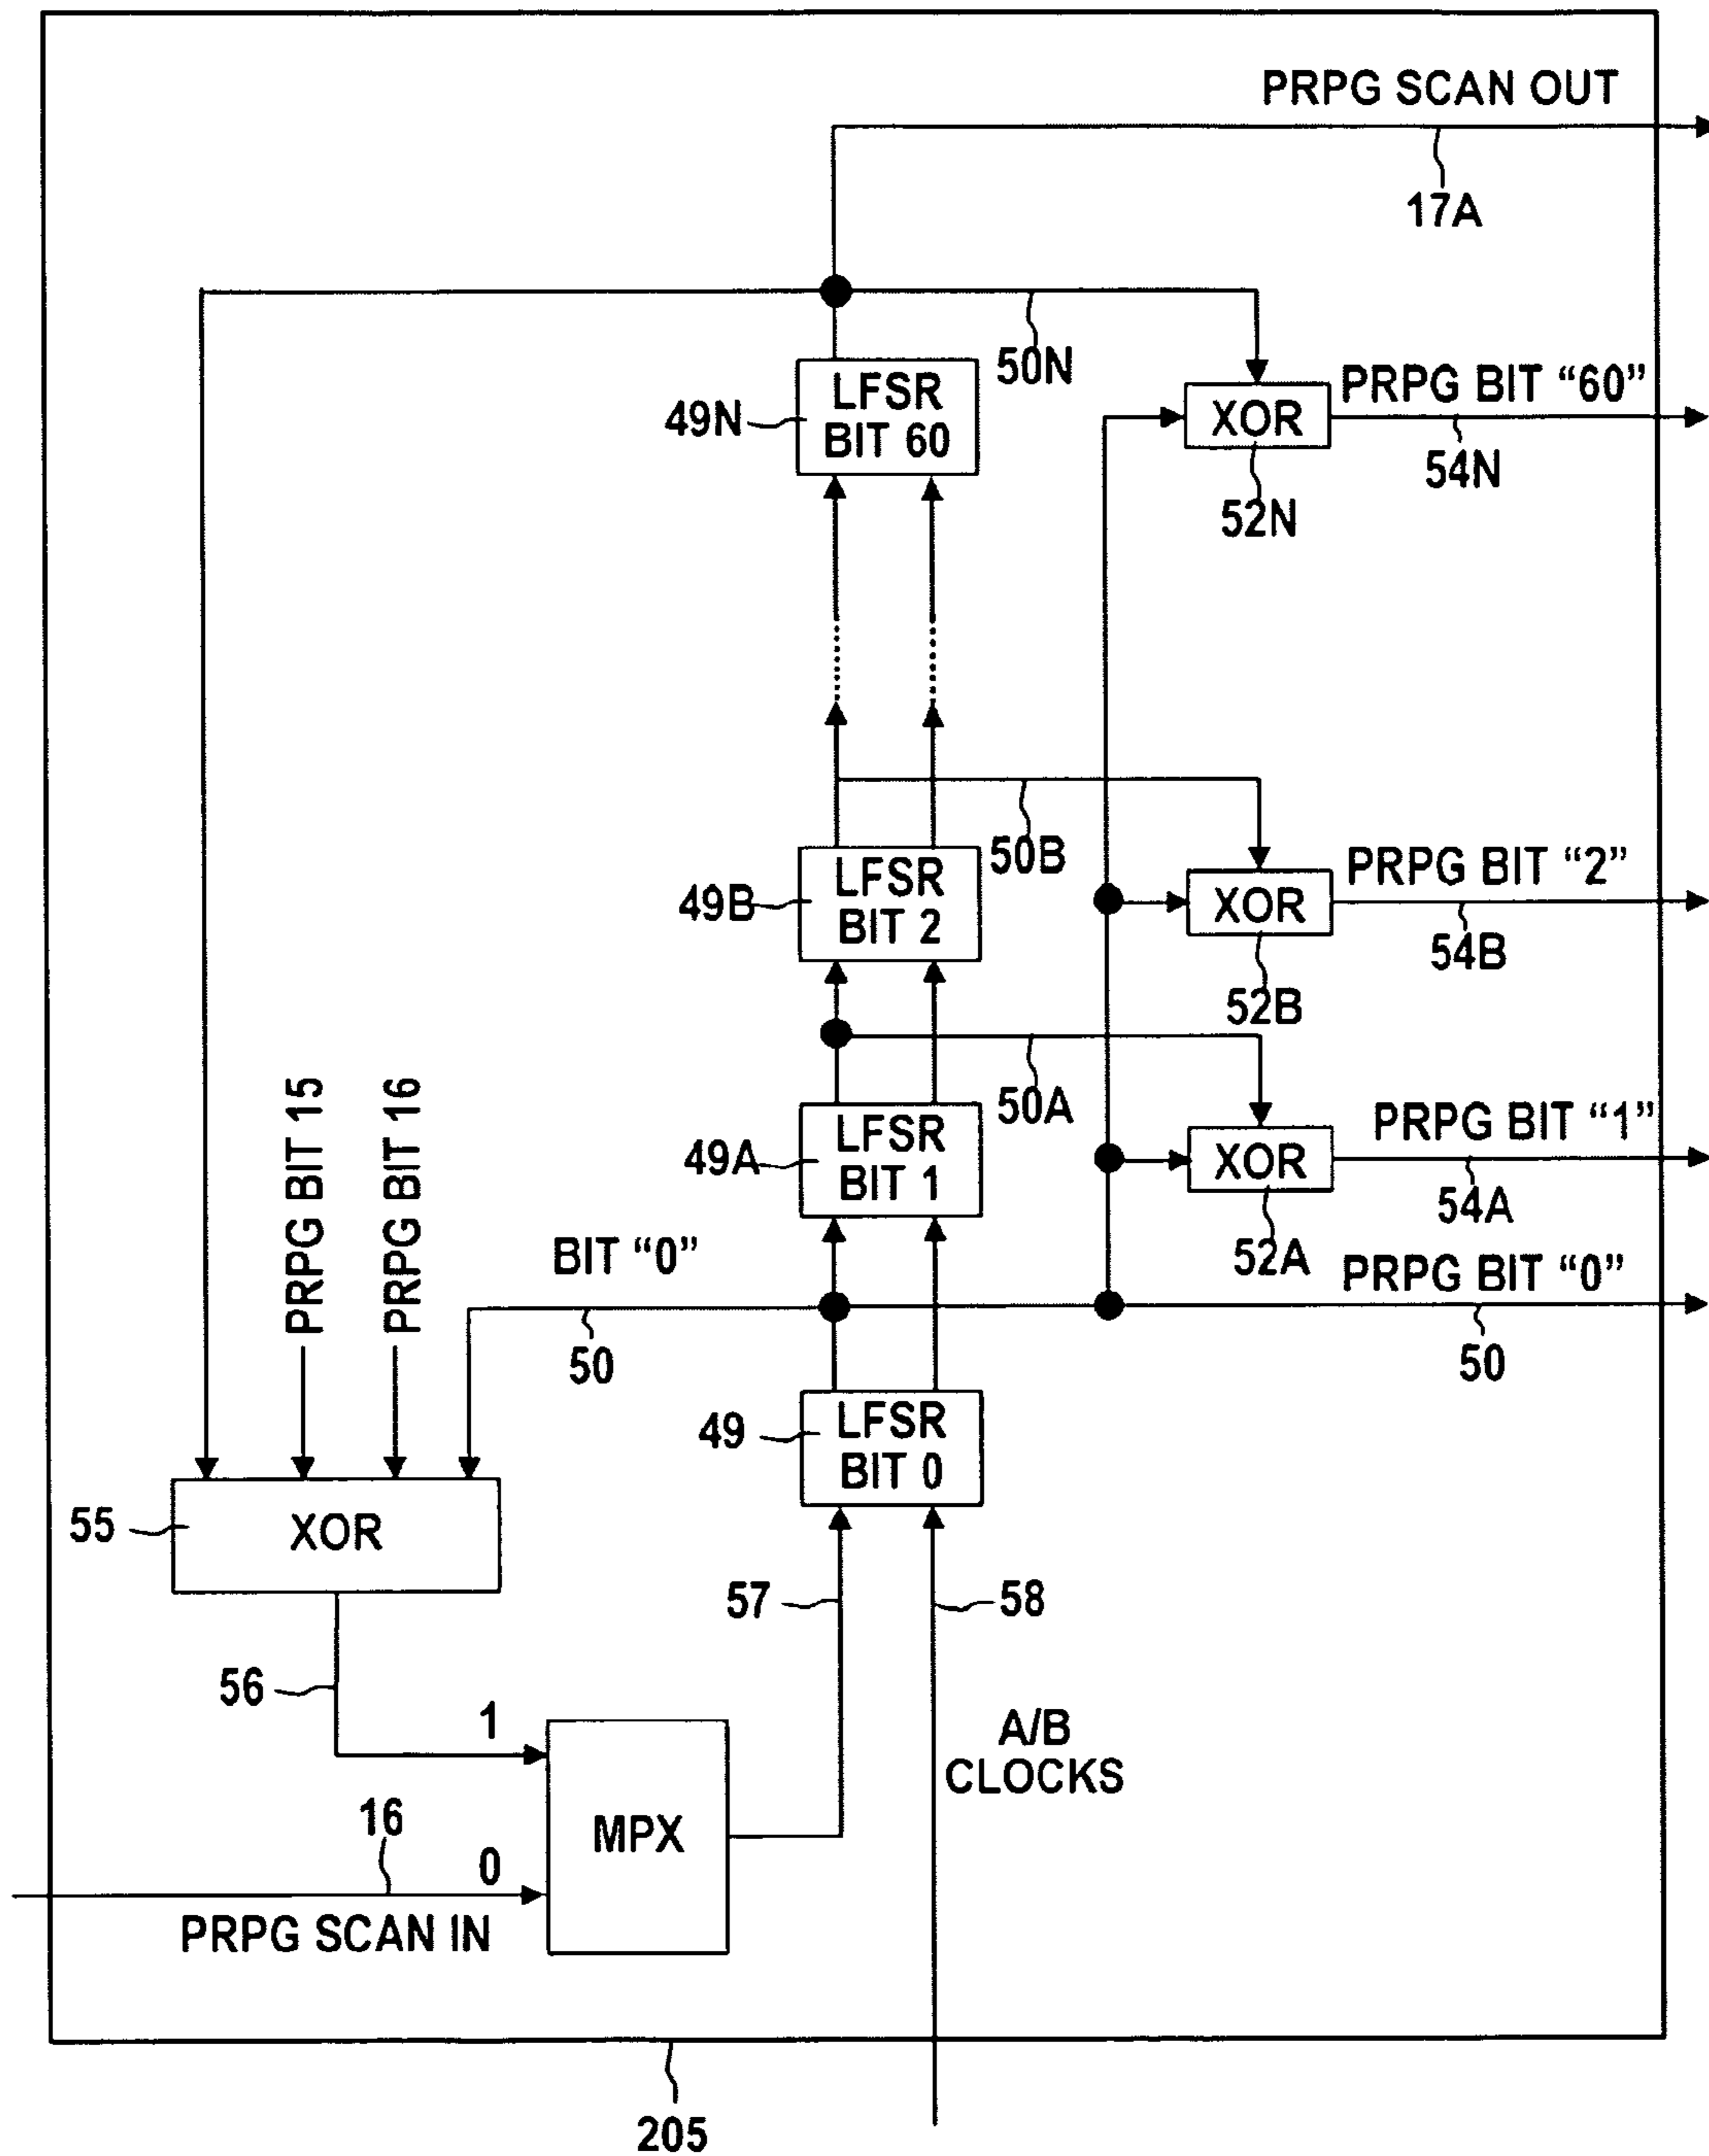 PRPG SCAN OUT
17A
50N
PRPG BIT “60”
LFSR
BIT 60
49N
XOR
54N
52N
50B
PRPG BIT “2”
LFSR
BIT 2
49B
XOR
54B
52B
PRPG BIT 15
PRPG BIT 16
50A
PRPG BIT “1”
LFSR
BIT 1
49A
XOR
54A
52A
BIT “0”
PRPG BIT “0”
50
50
49
LFSR
BIT 0
55
XOR
57
58
56
1
A/B
CLOCKS
16
0
MPX
PRPG SCAN IN
205